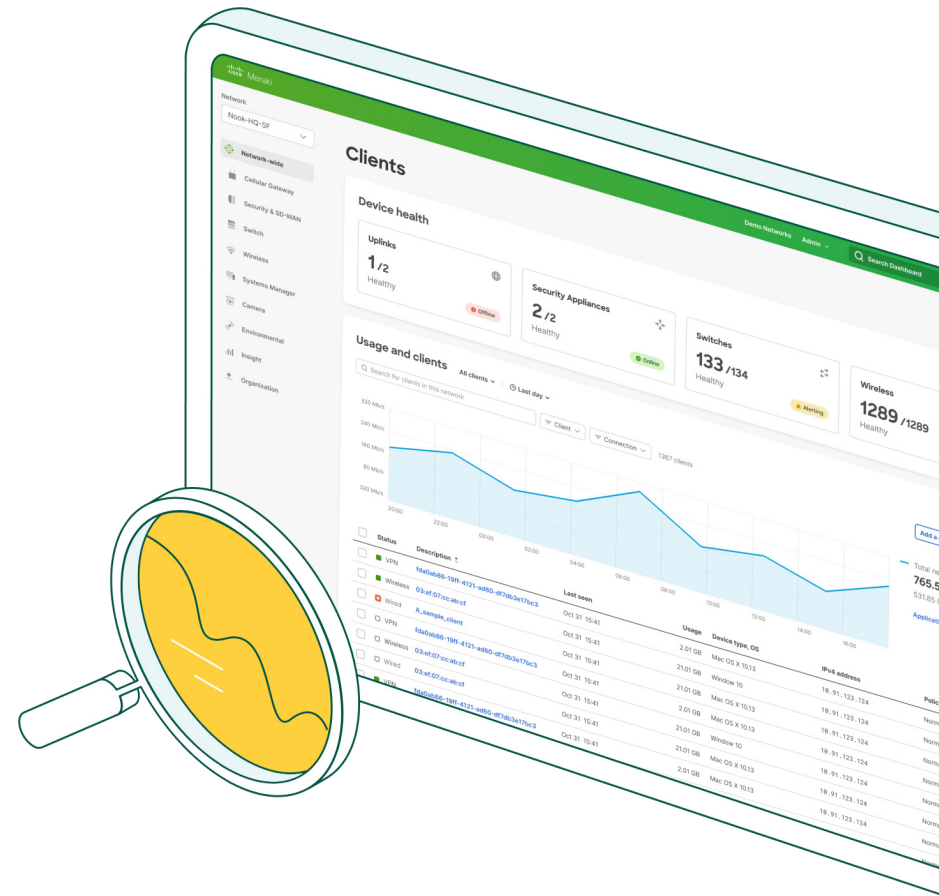 cisco Meraki
Demo Networks Admin Search Dashboard
Network
Nook-HQ-SF
Network-wide
Cellular Gateway
Security & SD-WAN
Switch
Wireless
Systems Manager
Camera
Environmental
Insight
Organization
Clients
Device health
Uplinks
1/2
Healthy
Offline
Security Appliances
2/2
Healthy
Online
Switches
133/134
Healthy
Alerting
Wireless
1289/1289
Healthy
Usage and clients All clients Last day
Search for clients in this network Client Connection 1367 clients
320 Mb/s
240 Mb/s
160 Mb/s
80 Mb/s
320 Mb/s
20:00 22:00 00:00 02:00 04:00 06:00 08:00 10:00 12:00 14:00 16:00
Add a
Total
765.5
531.85
Status Description Last seen Usage Device type, OS IPv4 address
VPN fda0ab86-19ff-4121-ad60-df7db3e17bc3 Oct 31 15:41 2.01 GB Mac OS X 10.13 10.91.123.124
Wireless 03:ef:07:cc:ab:cf Oct 31 15:41 21.01 GB Window 10 10.91.123.124
Wired A_sample_client Oct 31 15:41 21.01 GB Mac OS X 10.13 10.91.123.124
VPN fda0ab86-19ff-4121-ad60-df7db3e17bc3 Oct 31 15:41 2.01 GB Mac OS X 10.13 10.91.123.124
Wireless 03:ef:07:cc:ab:cf Oct 31 15:41 21.01 GB Window 10 10.91.123.124
Wired 03:ef:07:cc:ab:cf Oct 31 15:41 21.01 GB Mac OS X 10.13 10.91.123.124
VPN fda0ab86-19ff-4121-ad60-df7db3e17bc3 Oct 31 15:41 2.01 GB Mac OS X 10.13 10.91.123.124